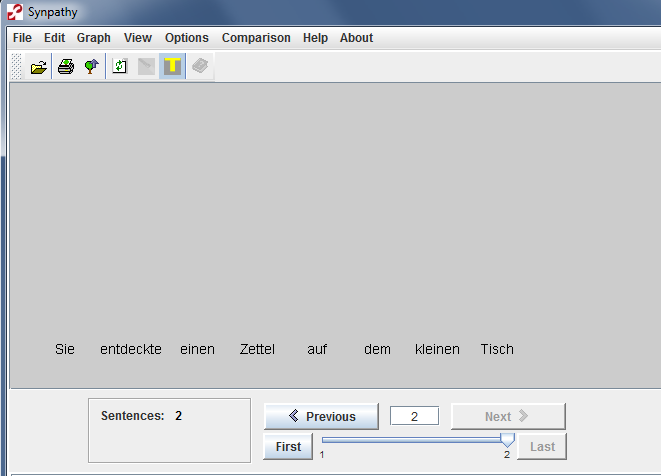 Synpathy
File Edit Graph View Options Comparison Help About
T
Sie entdeckte einen Zettel auf dem kleinen Tisch
Sentences: 2
Previous 2 Next
First 1 2 Last